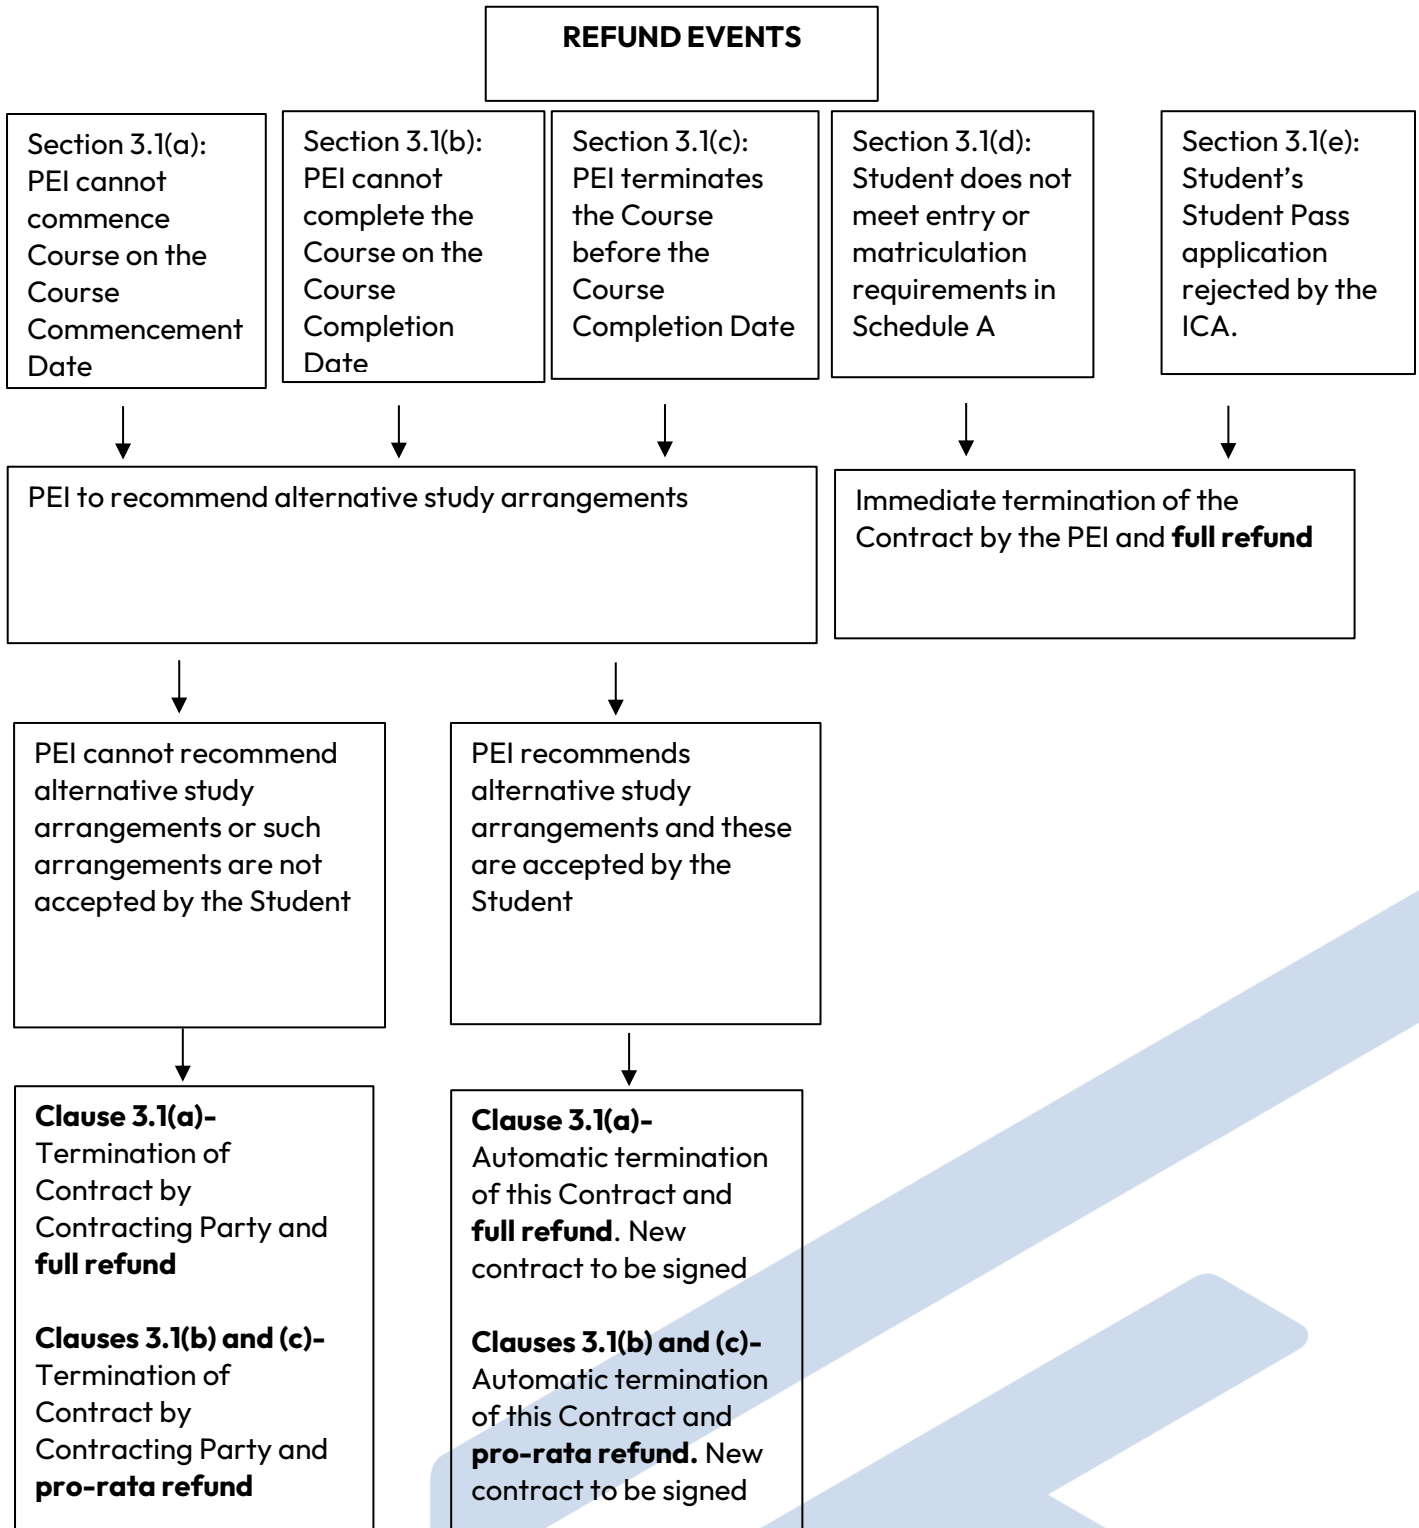 REFUND EVENTS
Section 3.1(a):
PEI cannot
commence
Course on the
Course
Commencement
Date
Section 3.1(b):
PEI cannot
complete the
Course on the
Course
Completion
Date
Section 3.1(c):
PEI terminates
the Course
before the
Course
Completion Date
Section 3.1(d):
Student does not
meet entry or
matriculation
requirements in
Schedule A
Section 3.1(e):
Student's
Student Pass
application
rejected by the
ICA.
PEI to recommend alternative study arrangements
Immediate termination of the
Contract by the PEI and full refund
PEI cannot recommend
alternative study
arrangements or such
arrangements are not
accepted by the Student
PEI recommends
alternative study
arrangements and these
are accepted by the
Student
Clause 3.1(a)-
Termination of
Contract by
Contracting Party and
full refund
Clauses 3.1(b) and (c)-
Termination of
Contract by
Contracting Party and
pro-rata refund
Clause 3.1(a)-
Automatic termination
of this Contract and
full refund. New
contract to be signed
Clauses 3.1(b) and (c)-
Automatic termination
of this Contract and
pro-rata refund. New
contract to be signed